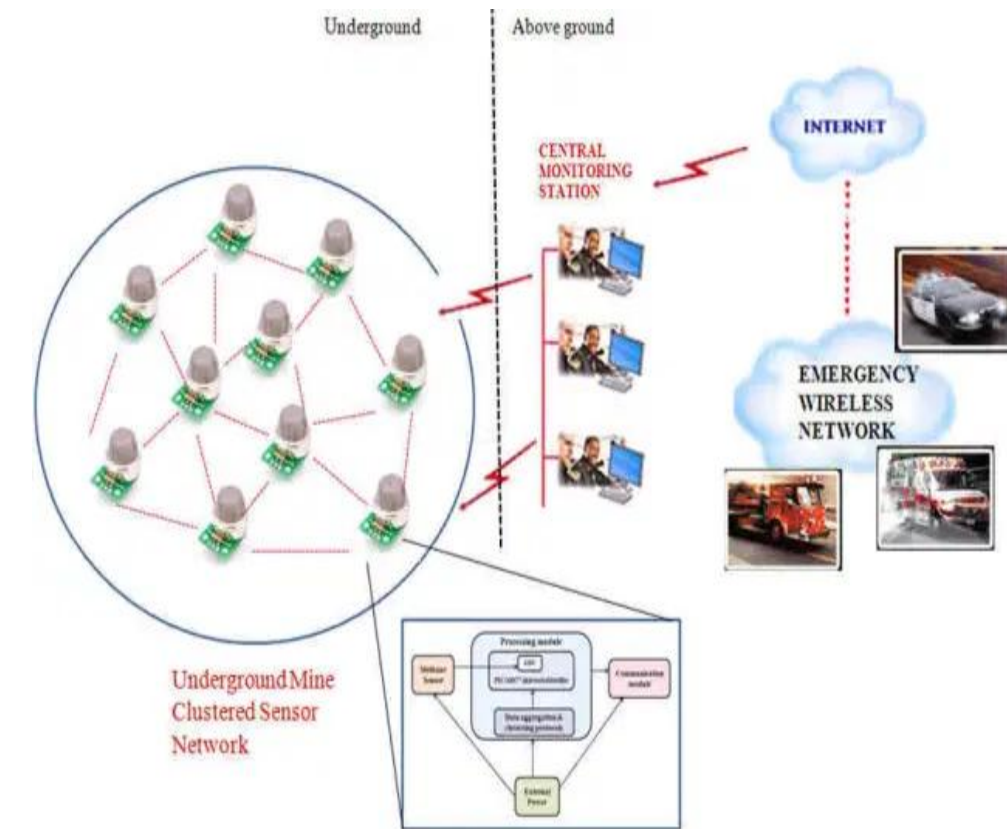 Underground
Above ground
INTERNET
CENTRAL
MONITORING
STATION
EMERGENCY
WIRELESS
NETWORK
Underground Mine
Clustered Sensor
Network
Processing module
Methane
Sensor
Communication
module
Data aggregation &
clustering protocols
External
Power